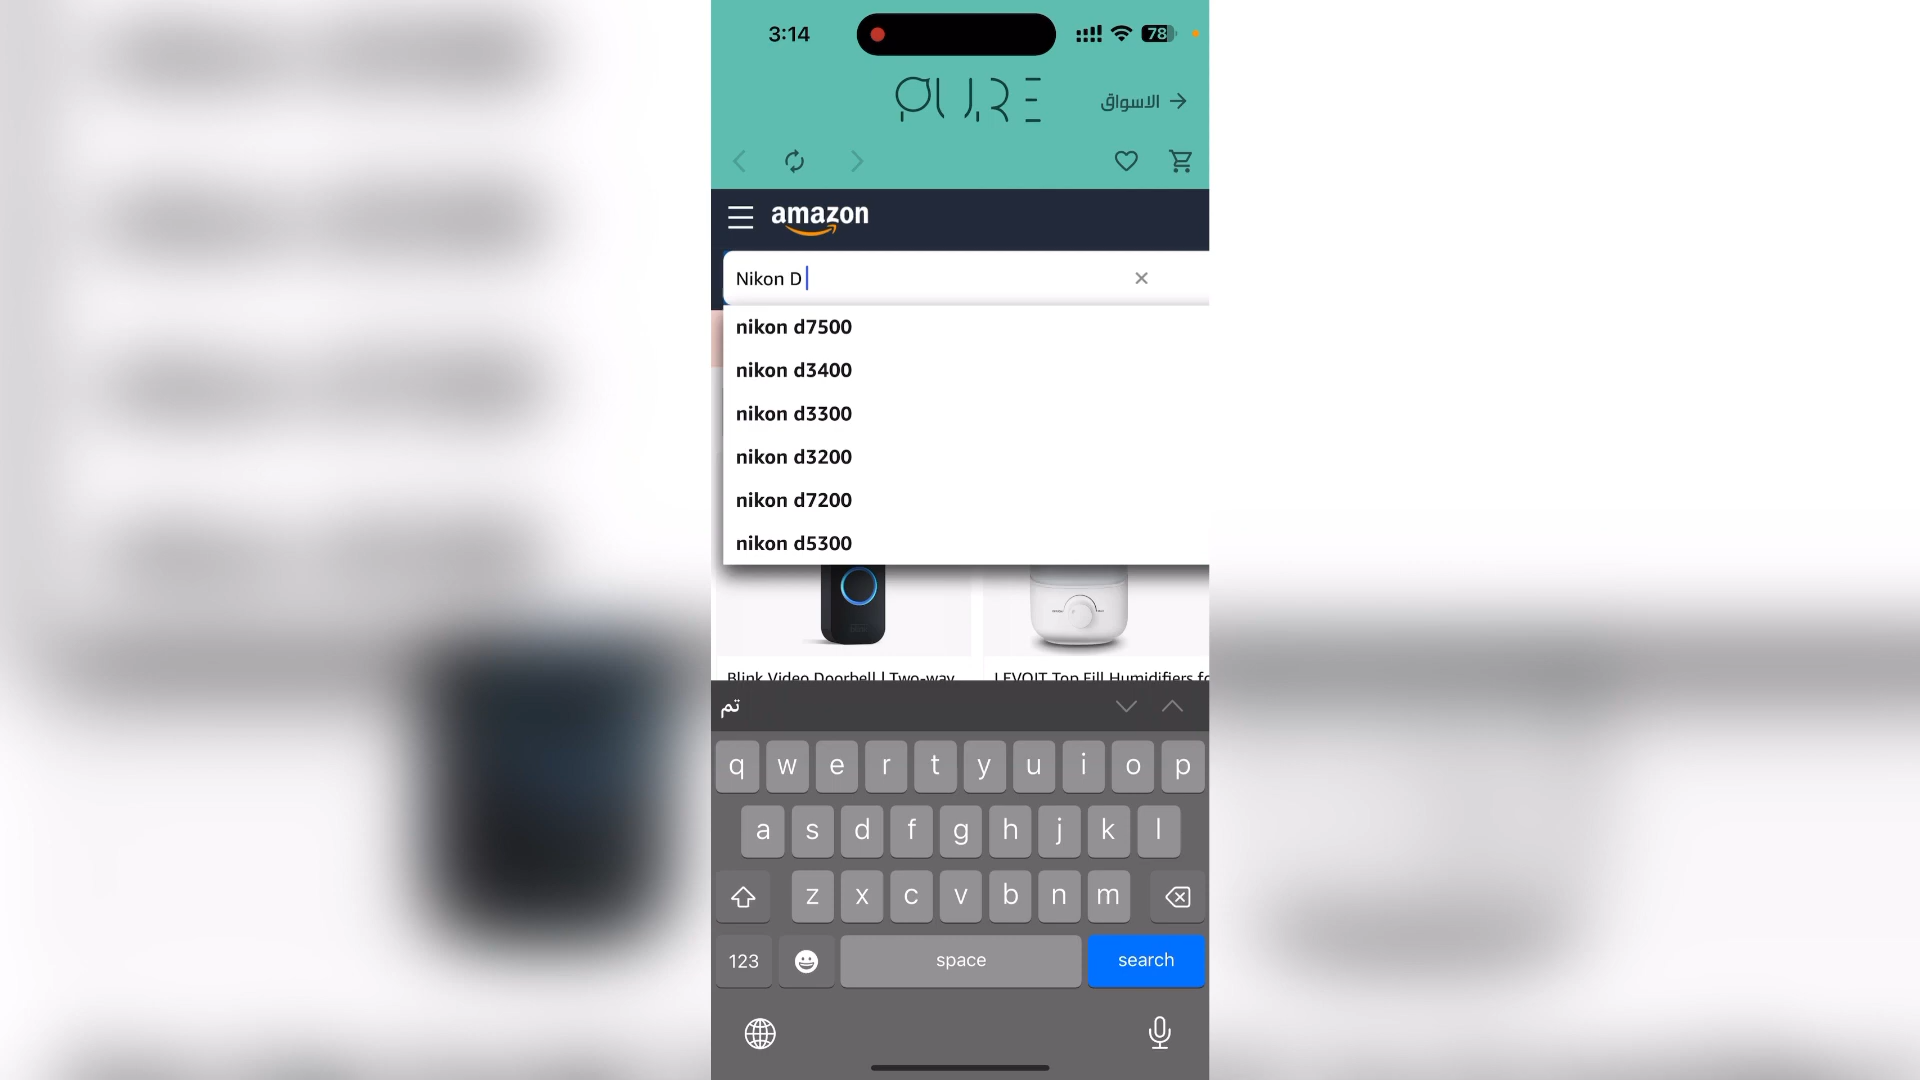 3:14
78
PURE
الاسواق
amazon
Nikon D
nikon d7500
nikon d3400
nikon d3300
nikon d3200
nikon d7200
nikon d5300
Blink Video Doorbell | Two-way
LEVOIT Top Fill Humidifiers fo
تم
q w e r t y u i o p
a s d f g h j k l
z x c v b n m
123 space search